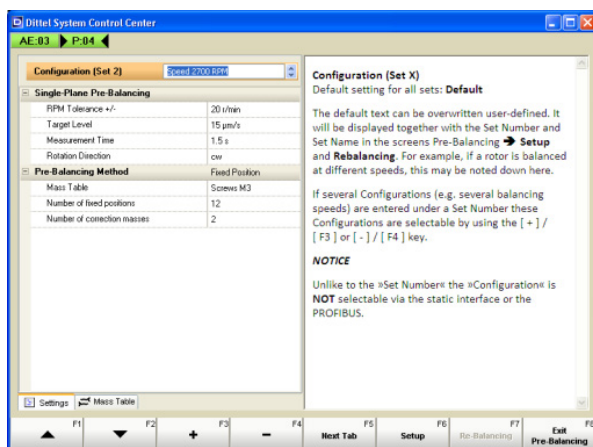 Dittel System Control Center
AE:03 P:04
Configuration (Set 2) Speed 2700 RPM
Single-Plane Pre-Balancing
RPM Tolerance +/- 20 r/min
Target Level 15 µm/s
Measurement Time 1.5 s
Rotation Direction cw
Pre-Balancing Method Fixed Position
Mass Table Screws M3
Number of fixed positions 12
Number of correction masses 2
Configuration (Set X)
Default setting for all sets: Default
The default text can be overwritten user-defined. It
will be displayed together with the Set Number and
Set Name in the screens Pre-Balancing ➔ Setup
and Rebalancing. For example, if a rotor is balanced
at different speeds, this may be noted down here.
If several Configurations (e.g. several balancing
speeds) are entered under a Set Number these
Configurations are selectable by using the [ + ] /
[ F3 ] or [ - ] / [ F4 ] key.
NOTICE
Unlike to the »Set Number« the »Configuration« is
NOT selectable via the static interface or the
PROFIBUS.
Settings Mass Table
F1 F2 F3 F4 F5 F6 F7 F8
+ - Next Tab Setup Re-Balancing Exit
Pre-Balancing